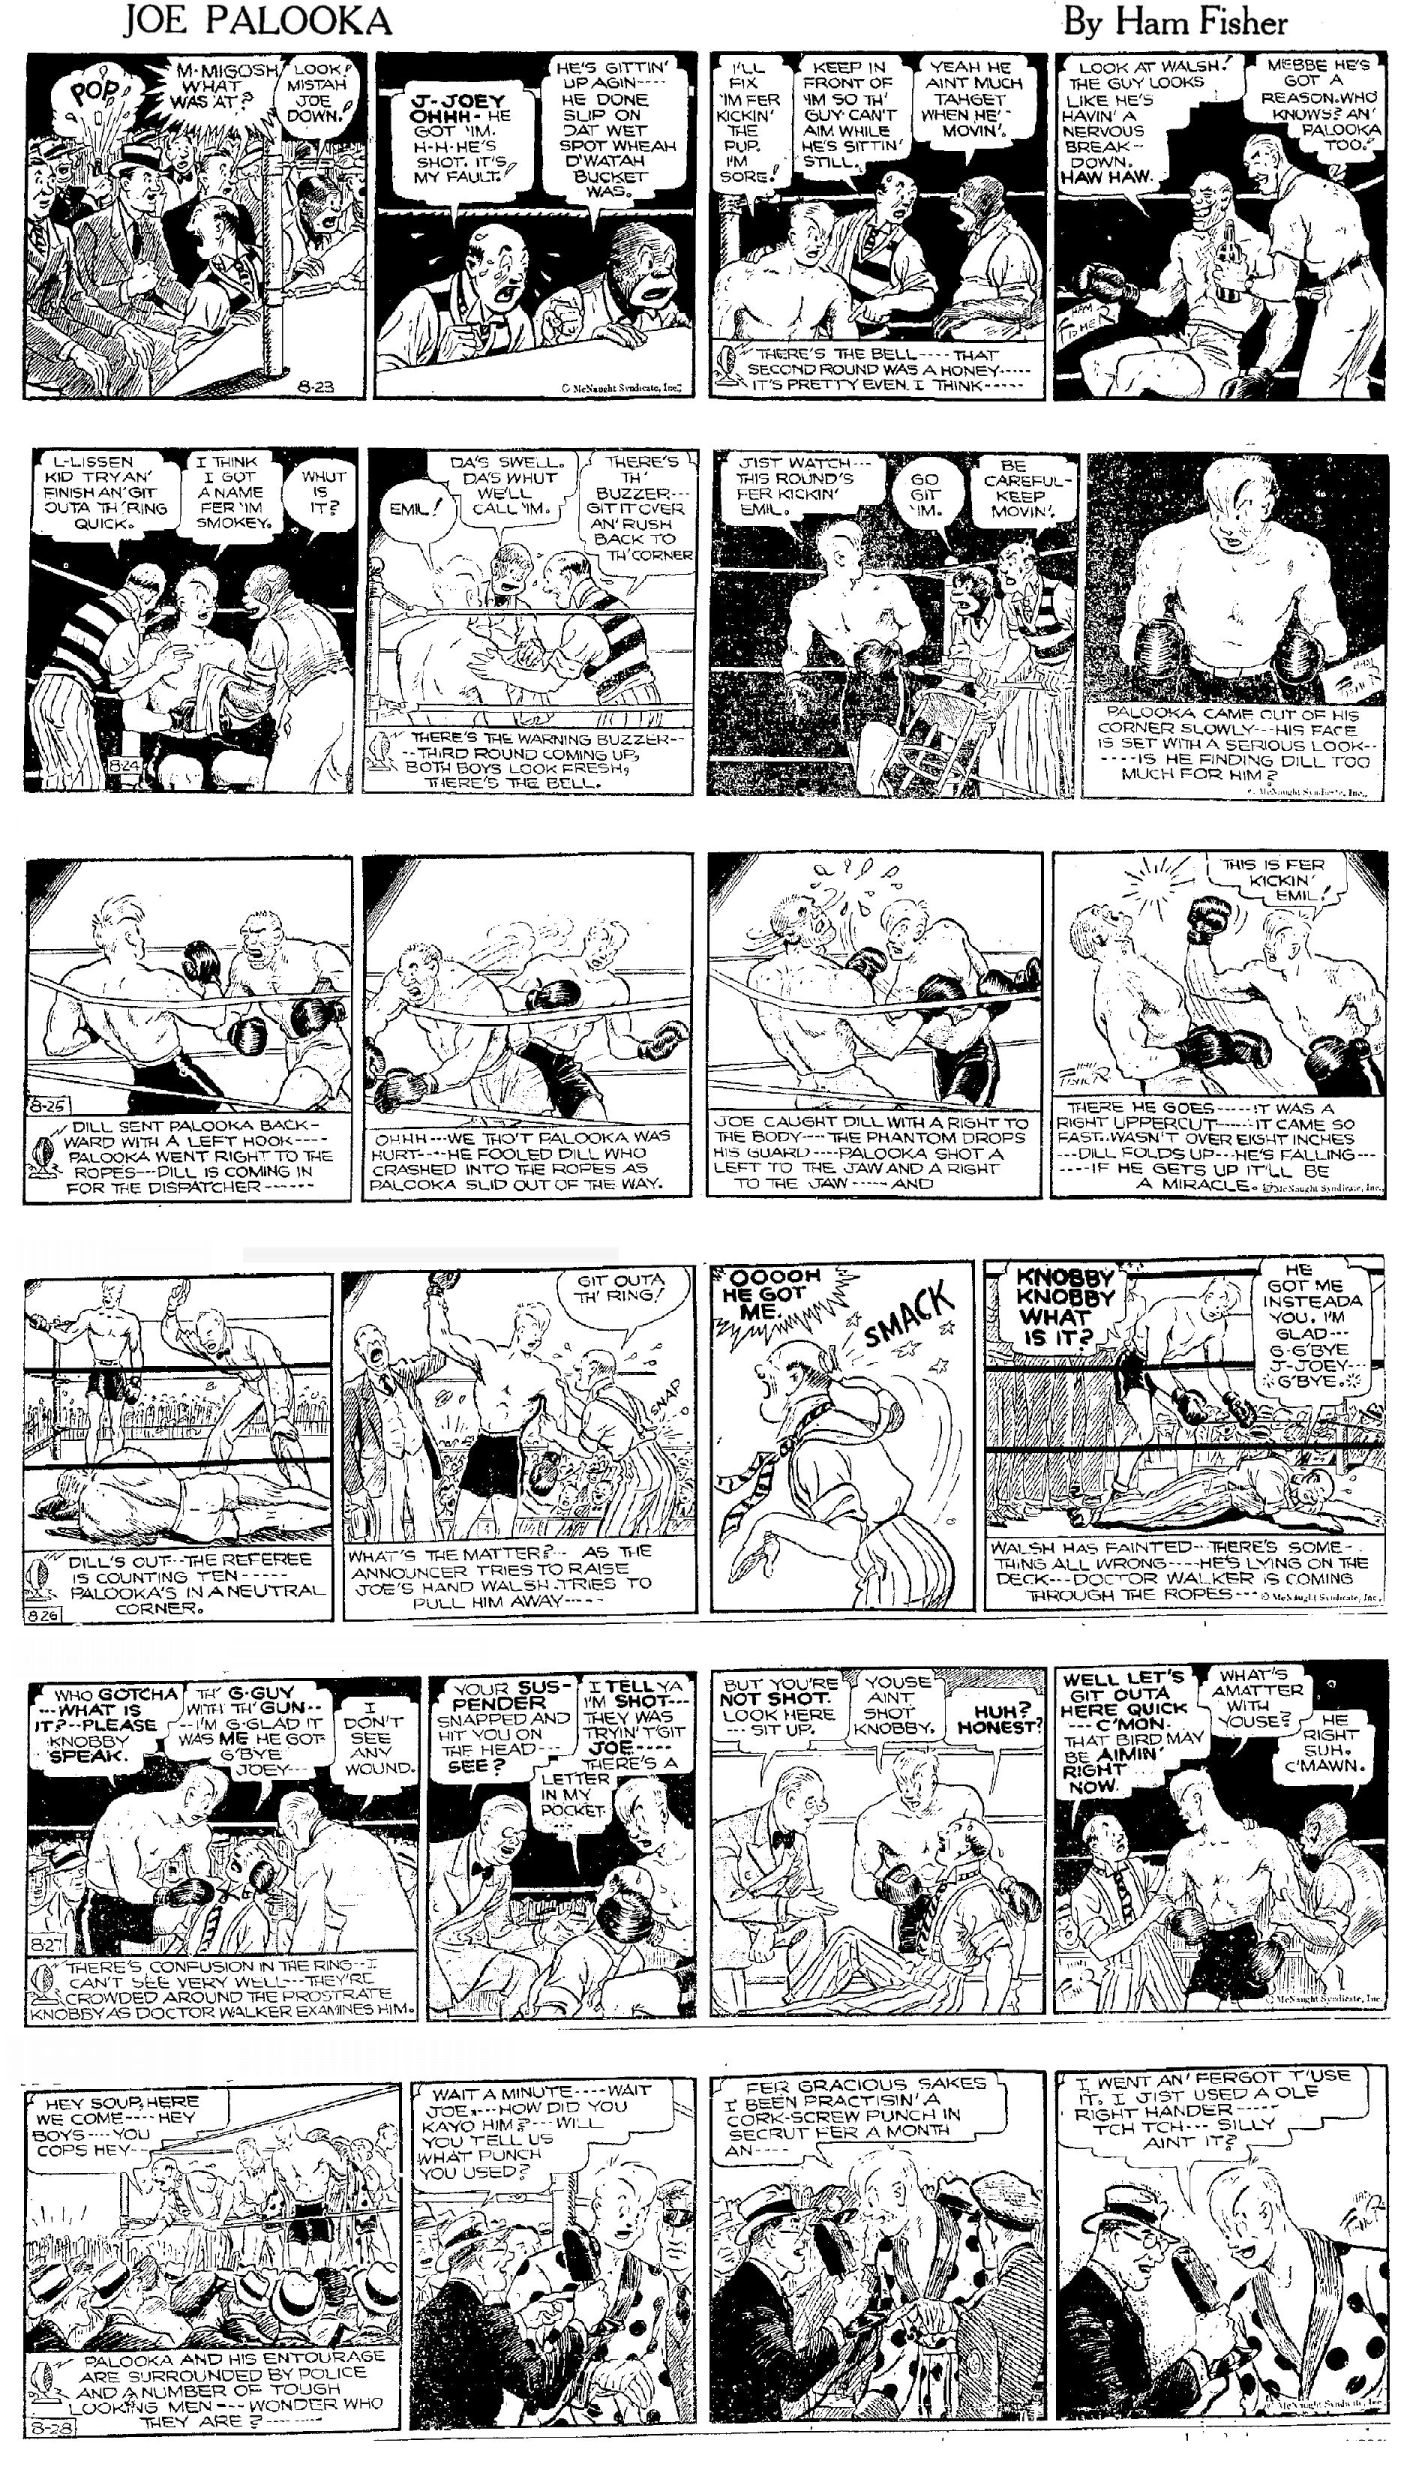 JOE PALOOKA
By Ham Fisher
POP
M-MIGOSH
WHAT
WAS 'AT?
LOOK!
MISTAH
JOE
DOWN!
8-23
J-JOEY
OHHH- HE
GOT 'IM.
H-H-HE'S
SHOT. IT'S
MY FAULT!
HE'S GITTIN'
UP AGIN----
HE DONE
SLIP ON
DAT WET
SPOT WHEAH
D'WATAH
BUCKET
WAS.
© McNaught Syndicate, Inc.
I'LL
FIX
'IM FER
KICKIN'
THE
PUP.
I'M
SORE!
KEEP IN
FRONT OF
'IM SO TH'
GUY CAN'T
AIM WHILE
HE'S SITTIN'
STILL.
YEAH HE
AINT MUCH
TAHGET
WHEN HE'
MOVIN'.
THERE'S THE BELL----THAT
SECOND ROUND WAS A HONEY-----
IT'S PRETTY EVEN I THINK-----
LOOK AT WALSH!
THE GUY LOOKS
LIKE HE'S
HAVIN' A
NERVOUS
BREAK-
DOWN.
HAW HAW.
MEBBE HE'S
GOT A
REASON. WHO
KNOWS? AN'
PALOOKA
TOO!
HAM
FISHER
L-LISSEN
KID TRY AN'
FINISH AN' GIT
OUTA TH' RING
QUICK.
I THINK
I GOT
A NAME
FER 'IM
SMOKEY.
WHUT
IS
IT?
8-24
EMIL!
DA'S SWELL.
DA'S WHUT
WE'LL
CALL 'IM.
THERE'S
TH'
BUZZER---
GIT IT OVER
AN' RUSH
BACK TO
TH' CORNER
THERE'S THE WARNING BUZZER--
--THIRD ROUND COMING UP,
BOTH BOYS LOOK FRESH,
THERE'S THE BELL.
JIST WATCH---
THIS ROUND'S
FER KICKIN'
EMIL.
GO
GIT
'IM.
BE
CAREFUL-
KEEP
MOVIN'.
HAM
FISHER
PALOOKA CAME OUT OF HIS
CORNER SLOWLY---HIS FACE
IS SET WITH A SERIOUS LOOK--
----IS HE FINDING DILL TOO
MUCH FOR HIM?
© McNaught Syndicate, Inc.
8-25
DILL SENT PALOOKA BACK-
WARD WITH A LEFT HOOK----
PALOOKA WENT RIGHT TO THE
ROPES---DILL IS COMING IN
FOR THE DISPATCHER------
OHHH---WE THO'T PALOOKA WAS
HURT---HE FOOLED DILL WHO
CRASHED INTO THE ROPES AS
PALOOKA SLID OUT OF THE WAY.
JOE CAUGHT DILL WITH A RIGHT TO
THE BODY---THE PHANTOM DROPS
HIS GUARD----PALOOKA SHOT A
LEFT TO THE JAW AND A RIGHT
TO THE JAW-----AND
THIS IS FER
KICKIN'
EMIL!
HAM
FISHER
THERE HE GOES-----IT WAS A
RIGHT UPPERCUT-----IT CAME SO
FAST. WASN'T OVER EIGHT INCHES
---DILL FOLDS UP---HE'S FALLING---
----IF HE GETS UP IT'LL BE
A MIRACLE. © McNaught Syndicate, Inc.
DILL'S OUT--THE REFEREE
IS COUNTING TEN-----
PALOOKA'S IN A NEUTRAL
CORNER.
8 26
GIT OUTA
TH' RING!
SNAP
WHAT'S THE MATTER?-- AS THE
ANNOUNCER TRIES TO RAISE
JOE'S HAND WALSH TRIES TO
PULL HIM AWAY-----
OOOOH
HE GOT
ME.
SMACK
KNOBBY
KNOBBY
WHAT
IS IT?
HE
GOT ME
INSTEADA
YOU. I'M
GLAD---
G-G'BYE
J-JOEY---
G'BYE.
WALSH HAS FAINTED--THERE'S SOME-
THING ALL WRONG----HE'S LYING ON THE
DECK---DOCTOR WALKER IS COMING
THROUGH THE ROPES--- © McNaught Syndicate, Inc.
WHO GOTCHA
---WHAT IS
IT?--PLEASE
KNOBBY
SPEAK.
TH' G-GUY
WITH TH' GUN--
--I'M G-GLAD IT
WAS ME HE GOT
G'BYE
JOEY---
I
DON'T
SEE
ANY
WOUND.
8-27
THERE'S CONFUSION IN THE RING--I
CAN'T SEE VERY WELL---THEY'RE
CROWDED AROUND THE PROSTRATE
KNOBBY AS DOCTOR WALKER EXAMINES HIM.
YOUR SUS-
PENDER
SNAPPED AND
HIT YOU ON
THE HEAD---
SEE?
I TELL YA
I'M SHOT---
THEY WAS
TRYIN' T'GIT
JOE----
THERE'S A
LETTER
IN MY
POCKET
BUT YOU'RE
NOT SHOT.
LOOK HERE
---SIT UP.
YOUSE
AINT
SHOT
KNOBBY.
HUH?
HONEST?
WELL LET'S
GIT OUTA
HERE QUICK
---C'MON.
THAT BIRD MAY
BE AIMIN'
RIGHT
NOW.
WHAT'S
AMATTER
WITH
YOUSE?
HE
RIGHT
SUH.
C'MAWN.
© McNaught Syndicate, Inc.
HEY SOUP, HERE
WE COME----HEY
BOYS----YOU
COPS HEY--
PALOOKA AND HIS ENTOURAGE
ARE SURROUNDED BY POLICE
AND A NUMBER OF TOUGH
LOOKING MEN---WONDER WHO
THEY ARE?------
8-28
WAIT A MINUTE----WAIT
JOE,---HOW DID YOU
KAYO HIM?---WILL
YOU TELL US
WHAT PUNCH
YOU USED?
FER GRACIOUS SAKES
I BEEN PRACTISIN' A
CORK-SCREW PUNCH IN
SECRUT FER A MONTH
AN----
I WENT AN' FERGOT T'USE
IT. I JIST USED A OLE
RIGHT HANDER-----
TCH TCH--- SILLY
AINT IT?
© McNaught Syndicate, Inc.